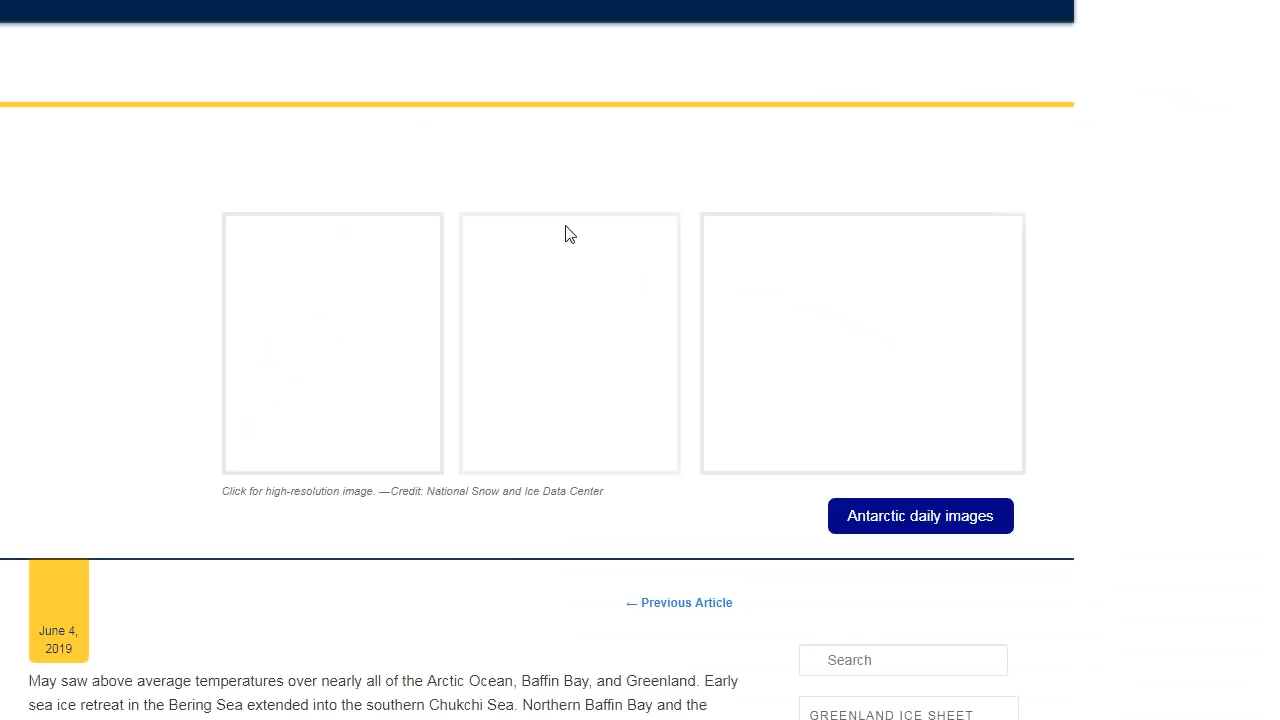 Click for high-resolution image. —Credit: National Snow and Ice Data Center
Antarctic daily images
← Previous Article
June 4,
2019
Search
May saw above average temperatures over nearly all of the Arctic Ocean, Baffin Bay, and Greenland. Early
sea ice retreat in the Bering Sea extended into the southern Chukchi Sea. Northern Baffin Bay and the
GREENLAND ICE SHEET